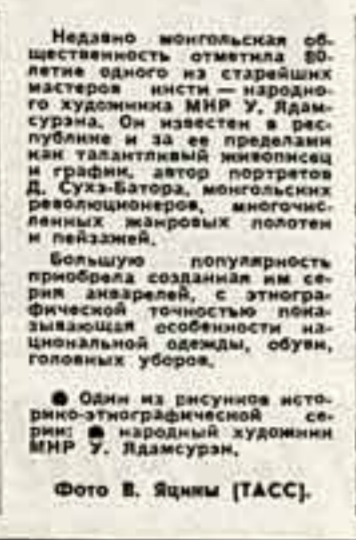 Недавно монгольская об-
щественность отметила 80-
летие одного из старейших
мастеров кисти — народно-
го художника МНР У. Ядам-
сурэна. Он известен в рес-
публике и за ее пределами
как талантливый живописец
и график, автор портретов
Д. Сухэ-Батора, монгольских
революционеров, многочис-
ленных жанровых полотен
и пейзажей.
Большую популярность
приобрела созданная им се-
рия акварелей, с этногра-
фической точностью пока-
зывающая особенности на-
циональной одежды, обуви,
головных уборов.
● Один из рисунков исто-
рико-этнографической се-
рии; ● народный художник
МНР У. Ядамсурэн.
Фото В. Яцины (ТАСС).